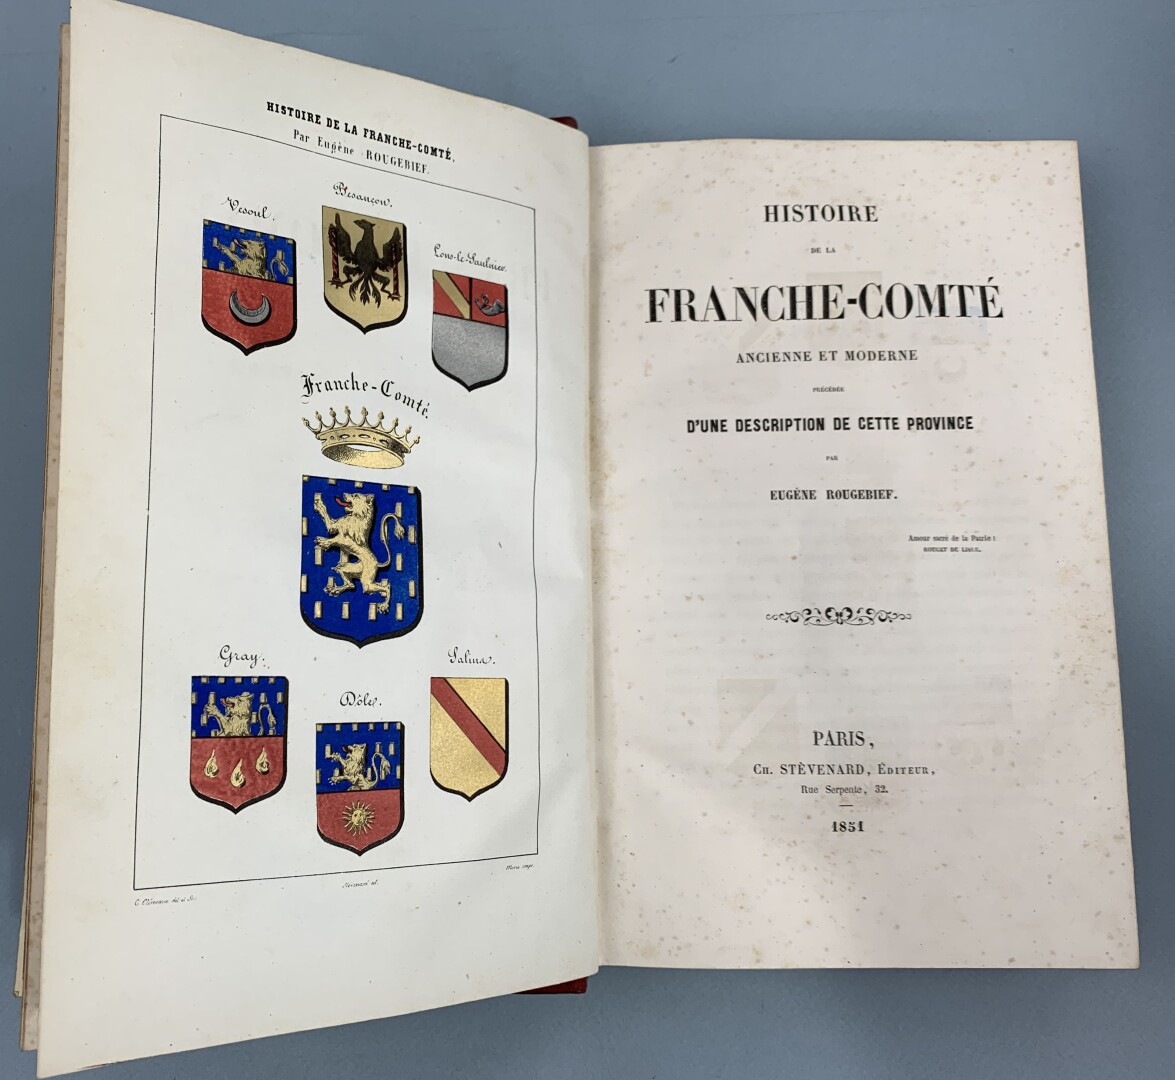 HISTOIRE DE LA FRANCHE-COMTÉ,
Par Eugène ROUGEBIEF.
Vesoul.
Besançon.
Lons-le-Saulnier.
Franche-Comté.
Gray.
Dôle.
Salins.
HISTOIRE
DE LA
FRANCHE-COMTÉ
ANCIENNE ET MODERNE
PRÉCÉDÉE
D'UNE DESCRIPTION DE CETTE PROVINCE
PAR
EUGÈNE ROUGEBIEF.
Amour sacré de la Patrie!
ROUGET DE LISLE.
PARIS,
CH. STÈVENARD, ÉDITEUR,
Rue Serpente, 32.
1851